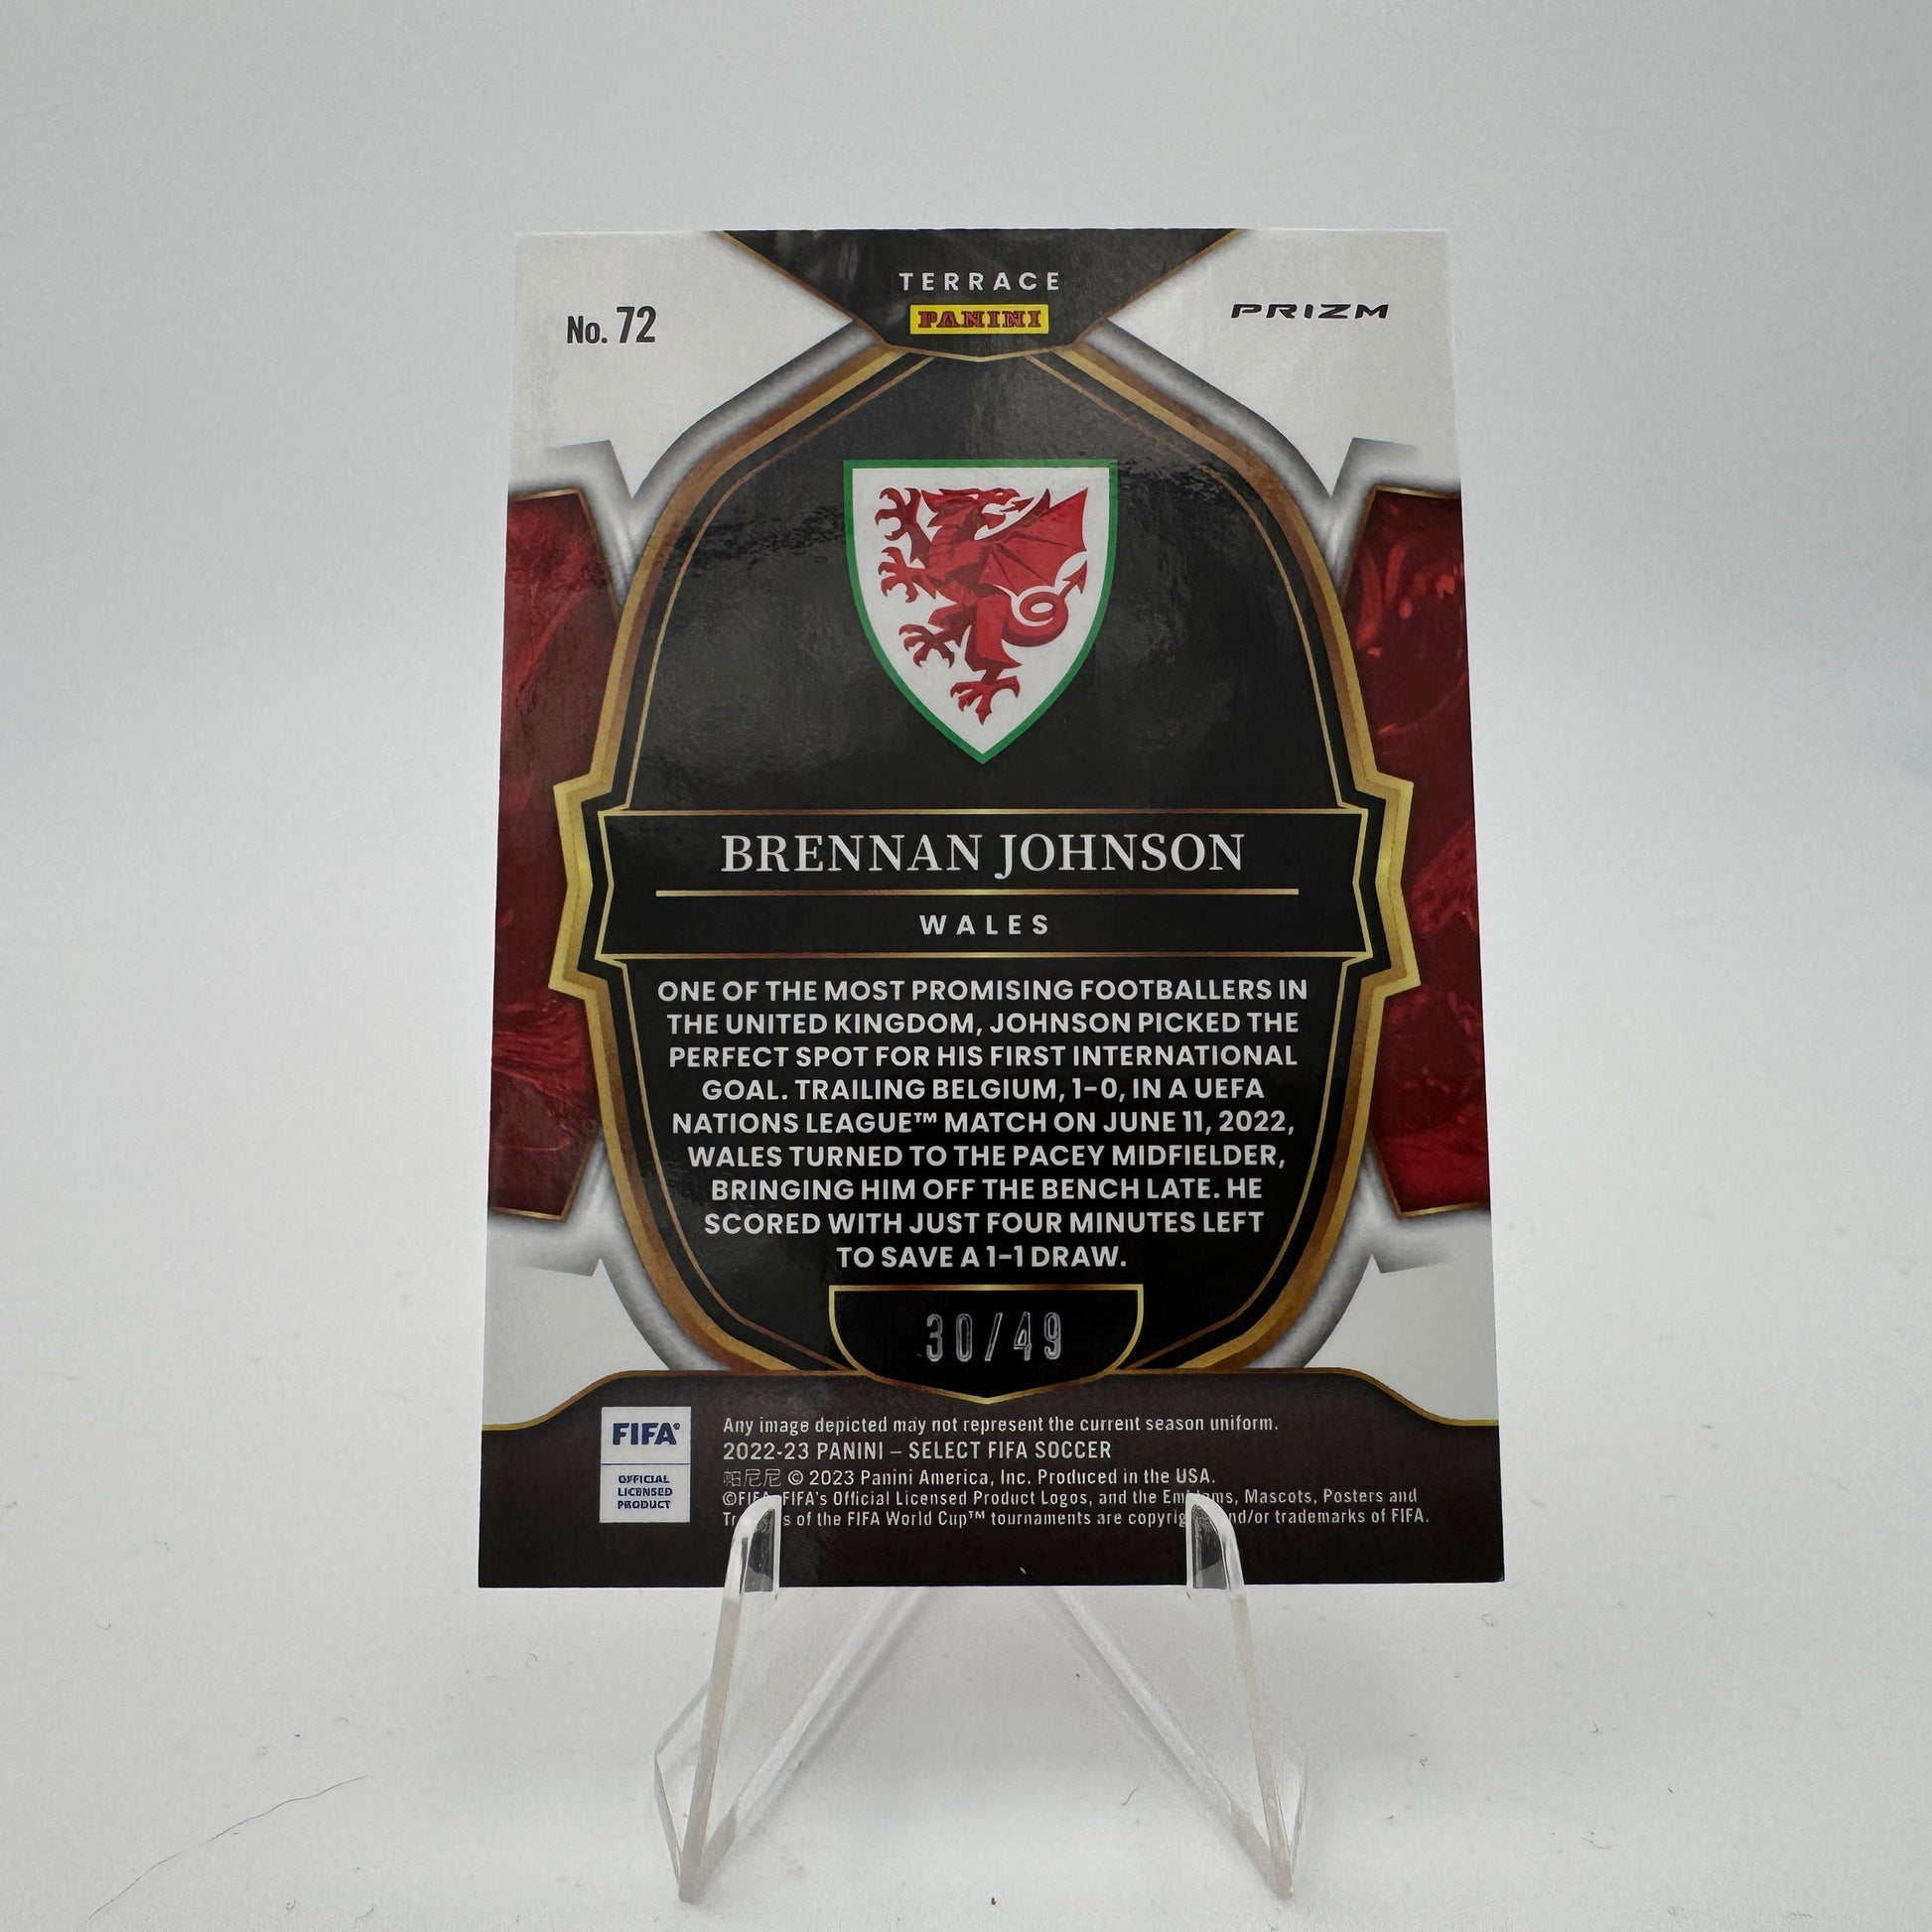 TERRACE
PANINI
No. 72
PRIZM
BRENNAN JOHNSON
WALES
ONE OF THE MOST PROMISING FOOTBALLERS IN
THE UNITED KINGDOM, JOHNSON PICKED THE
PERFECT SPOT FOR HIS FIRST INTERNATIONAL
GOAL. TRAILING BELGIUM, 1-0, IN A UEFA
NATIONS LEAGUE™ MATCH ON JUNE 11, 2022,
WALES TURNED TO THE PACEY MIDFIELDER,
BRINGING HIM OFF THE BENCH LATE. HE
SCORED WITH JUST FOUR MINUTES LEFT
TO SAVE A 1-1 DRAW.
30/49
FIFA®
OFFICIAL
LICENSED
PRODUCT
Any image depicted may not represent the current season uniform.
2022-23 PANINI – SELECT FIFA SOCCER
帕尼尼 © 2023 Panini America, Inc. Produced in the USA.
©FIFA, FIFA's Official Licensed Product Logos, and the Emblems, Mascots, Posters and
of the FIFA World Cup™ tournaments are and/or trademarks of FIFA.